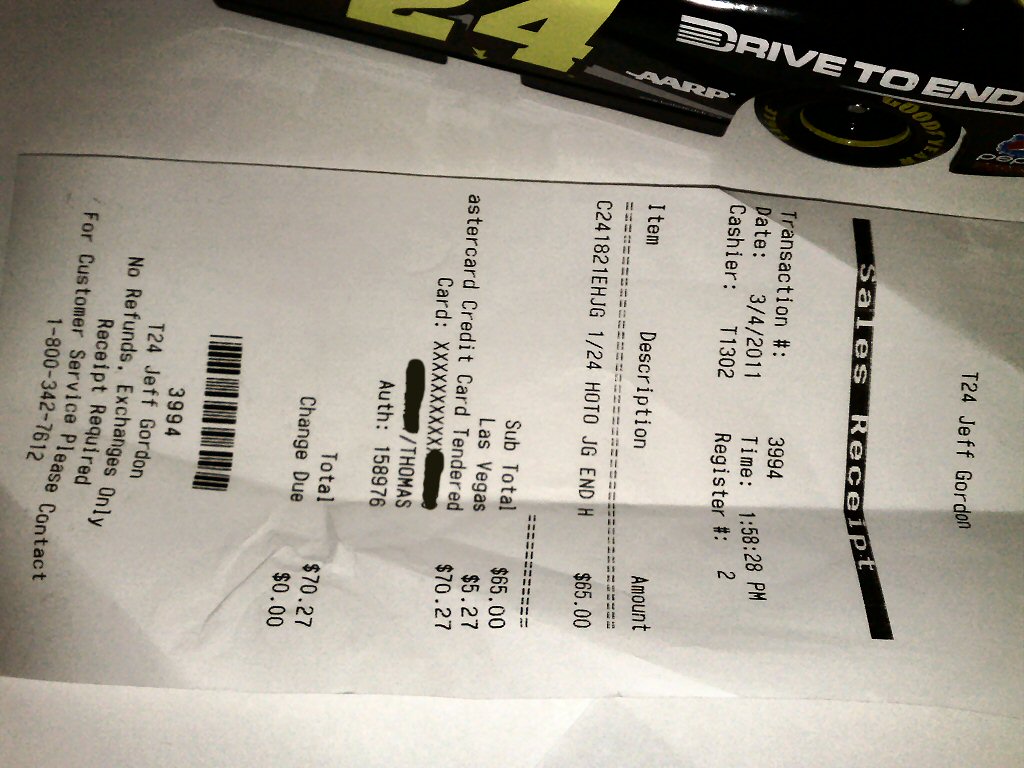 24
DRIVE TO END
AARP
GOODYEAR
pep
T24 Jeff Gordon
Sales Receipt
Transaction #: 3994
Date: 3/4/2011 Time: 1:58:28 PM
Cashier: T1302 Register #: 2
Item Description Amount
C241821EHJG 1/24 HOTO JG END H $65.00
Sub Total $65.00
Las Vegas $5.27
astercard Credit Card Tendered $70.27
Card: XXXXXXXXXX
/THOMAS
Auth: 158976
Total $70.27
Change Due $0.00
3994
T24 Jeff Gordon
No Refunds, Exchanges Only
Receipt Required
For Customer Service Please Contact
1-800-342-7612